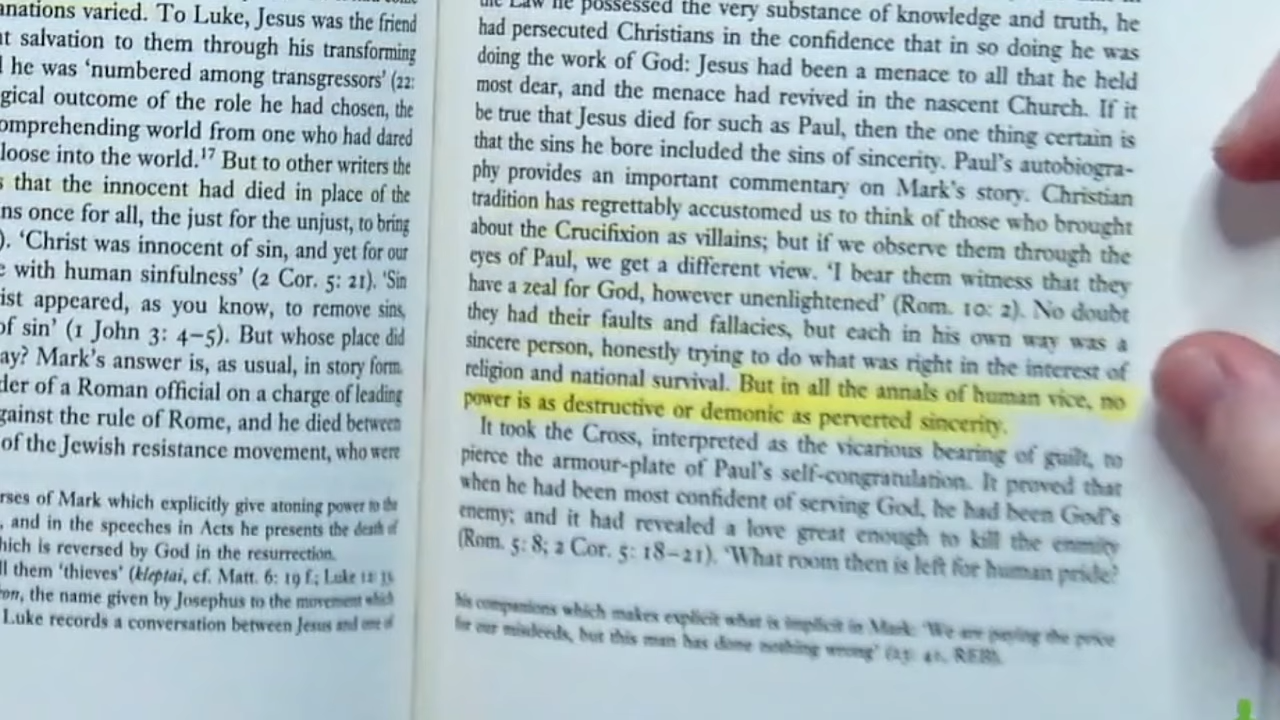 anations varied. To Luke, Jesus was the friend
at salvation to them through his transforming
he was ‘numbered among transgressors’ (22:
gical outcome of the role he had chosen, the
omprehending world from one who had dared
loose into the world.¹⁷ But to other writers the
s that the innocent had died in place of the
ns once for all, the just for the unjust, to bring
). ‘Christ was innocent of sin, and yet for our
e with human sinfulness’ (2 Cor. 5: 21). ‘Sin
ist appeared, as you know, to remove sins,
of sin’ (1 John 3: 4–5). But whose place did
ay? Mark’s answer is, as usual, in story form.
der of a Roman official on a charge of leading
gainst the rule of Rome, and he died between
of the Jewish resistance movement, who were
rses of Mark which explicitly give atoning power to the
, and in the speeches in Acts he presents the death of
hich is reversed by God in the resurrection.
ll them ‘thieves’ (kleptai, cf. Matt. 6: 19 f.; Luke 12: 33
on, the name given by Josephus to the movement which
Luke records a conversation between Jesus and one of
the Law he possessed the very substance of knowledge and truth, he
had persecuted Christians in the confidence that in so doing he was
doing the work of God: Jesus had been a menace to all that he held
most dear, and the menace had revived in the nascent Church. If it
be true that Jesus died for such as Paul, then the one thing certain is
that the sins he bore included the sins of sincerity. Paul’s autobiogra-
phy provides an important commentary on Mark’s story. Christian
tradition has regrettably accustomed us to think of those who brought
about the Crucifixion as villains; but if we observe them through the
eyes of Paul, we get a different view. ‘I bear them witness that they
have a zeal for God, however unenlightened’ (Rom. 10: 2). No doubt
they had their faults and fallacies, but each in his own way was a
sincere person, honestly trying to do what was right in the interest of
religion and national survival. But in all the annals of human vice, no
power is as destructive or demonic as perverted sincerity.
It took the Cross, interpreted as the vicarious bearing of guilt, to
pierce the armour-plate of Paul’s self-congratulation. It proved that
when he had been most confident of serving God, he had been God’s
enemy; and it had revealed a love great enough to kill the enmity
(Rom. 5: 8; 2 Cor. 5: 18–21). ‘What room then is left for human pride?
his companions which makes explicit what is implicit in Mark: ‘We are paying the price
for our misdeeds, but this man has done nothing wrong’ (23: 41, REB).